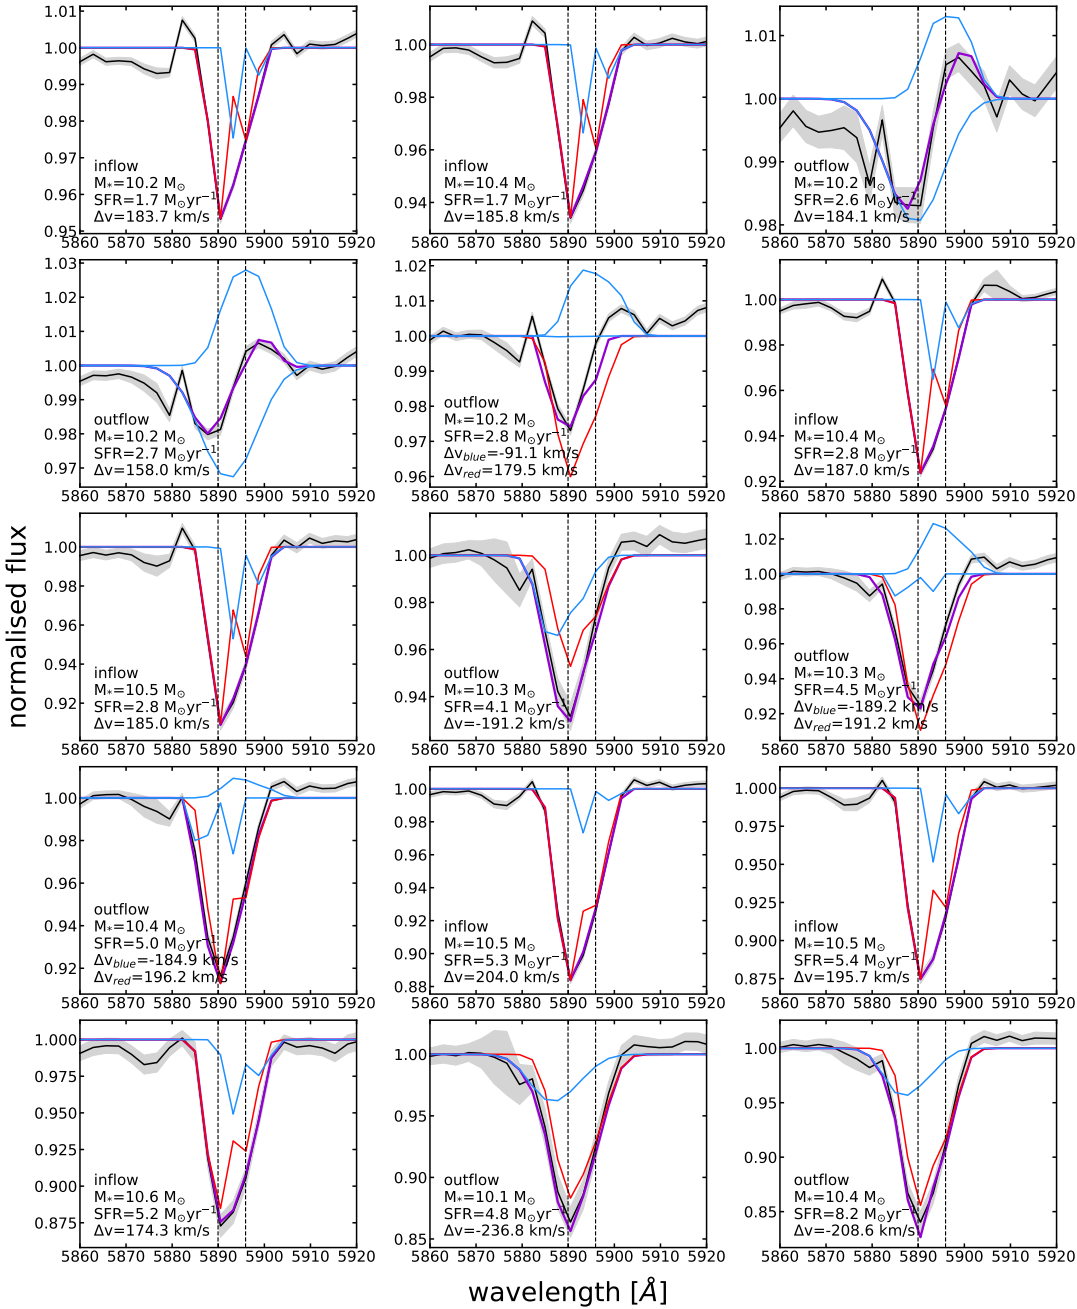 1.00
0.99
0.98
0.97
0.96
0.95
5860 5870 5880 5890 5900 5910 5920
inflow
M*=10.2 M⊙
SFR=1.7 M⊙yr⁻¹
Δv=183.7 km/s
1.00
0.98
0.96
0.94
5860 5870 5880 5890 5900 5910 5920
inflow
M*=10.4 M⊙
SFR=1.7 M⊙yr⁻¹
Δv=185.8 km/s
1.01
1.00
0.99
0.98
5860 5870 5880 5890 5900 5910 5920
outflow
M*=10.2 M⊙
SFR=2.6 M⊙yr⁻¹
Δv=184.1 km/s
1.03
1.02
1.01
1.00
0.99
0.98
0.97
5860 5870 5880 5890 5900 5910 5920
outflow
M*=10.2 M⊙
SFR=2.7 M⊙yr⁻¹
Δv=158.0 km/s
1.02
1.01
1.00
0.99
0.98
0.97
0.96
5860 5870 5880 5890 5900 5910 5920
outflow
M*=10.2 M⊙
SFR=2.8 M⊙yr⁻¹
Δvblue=-91.1 km/s
Δvred=179.5 km/s
1.00
0.98
0.96
0.94
0.92
5860 5870 5880 5890 5900 5910 5920
inflow
M*=10.4 M⊙
SFR=2.8 M⊙yr⁻¹
Δv=187.0 km/s
normalised flux
1.00
0.98
0.96
0.94
0.92
5860 5870 5880 5890 5900 5910 5920
inflow
M*=10.5 M⊙
SFR=2.8 M⊙yr⁻¹
Δv=185.0 km/s
1.00
0.98
0.96
0.94
5860 5870 5880 5890 5900 5910 5920
outflow
M*=10.3 M⊙
SFR=4.1 M⊙yr⁻¹
Δv=-191.2 km/s
1.02
1.00
0.98
0.96
0.94
0.92
5860 5870 5880 5890 5900 5910 5920
outflow
M*=10.3 M⊙
SFR=4.5 M⊙yr⁻¹
Δvblue=-189.2 km/s
Δvred=191.2 km/s
1.00
0.98
0.96
0.94
0.92
5860 5870 5880 5890 5900 5910 5920
outflow
M*=10.4 M⊙
SFR=5.0 M⊙yr⁻¹
Δvblue=-184.9 km/s
Δvred=196.2 km/s
1.00
0.98
0.96
0.94
0.92
0.90
0.88
5860 5870 5880 5890 5900 5910 5920
inflow
M*=10.5 M⊙
SFR=5.3 M⊙yr⁻¹
Δv=204.0 km/s
1.000
0.975
0.950
0.925
0.900
0.875
5860 5870 5880 5890 5900 5910 5920
inflow
M*=10.5 M⊙
SFR=5.4 M⊙yr⁻¹
Δv=195.7 km/s
1.000
0.975
0.950
0.925
0.900
0.875
5860 5870 5880 5890 5900 5910 5920
inflow
M*=10.6 M⊙
SFR=5.2 M⊙yr⁻¹
Δv=174.3 km/s
1.00
0.95
0.90
0.85
5860 5870 5880 5890 5900 5910 5920
outflow
M*=10.1 M⊙
SFR=4.8 M⊙yr⁻¹
Δv=-236.8 km/s
1.00
0.95
0.90
0.85
5860 5870 5880 5890 5900 5910 5920
outflow
M*=10.4 M⊙
SFR=8.2 M⊙yr⁻¹
Δv=-208.6 km/s
wavelength [Å]